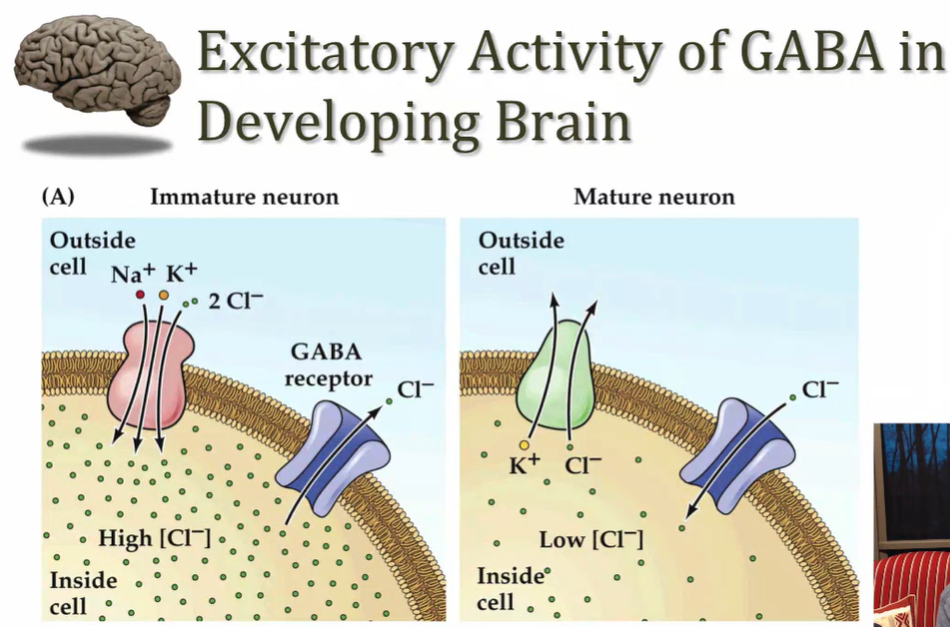 Excitatory Activity of GABA in
Developing Brain
(A)
Immature neuron
Outside
cell
Na⁺ K⁺
2 Cl⁻
GABA
receptor
Cl⁻
High [Cl⁻]
Inside
cell
Mature neuron
Outside
cell
Cl⁻
K⁺ Cl⁻
Low [Cl⁻]
Inside
cell